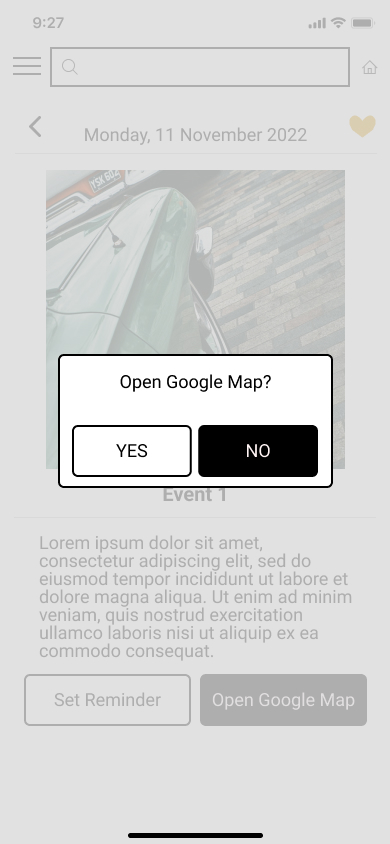 9:27
Monday, 11 November 2022
YSK 602
Open Google Map?
YES
NO
Event 1
Lorem ipsum dolor sit amet,
consectetur adipiscing elit, sed do
eiusmod tempor incididunt ut labore et
dolore magna aliqua. Ut enim ad minim
veniam, quis nostrud exercitation
ullamco laboris nisi ut aliquip ex ea
commodo consequat.
Set Reminder
Open Google Map